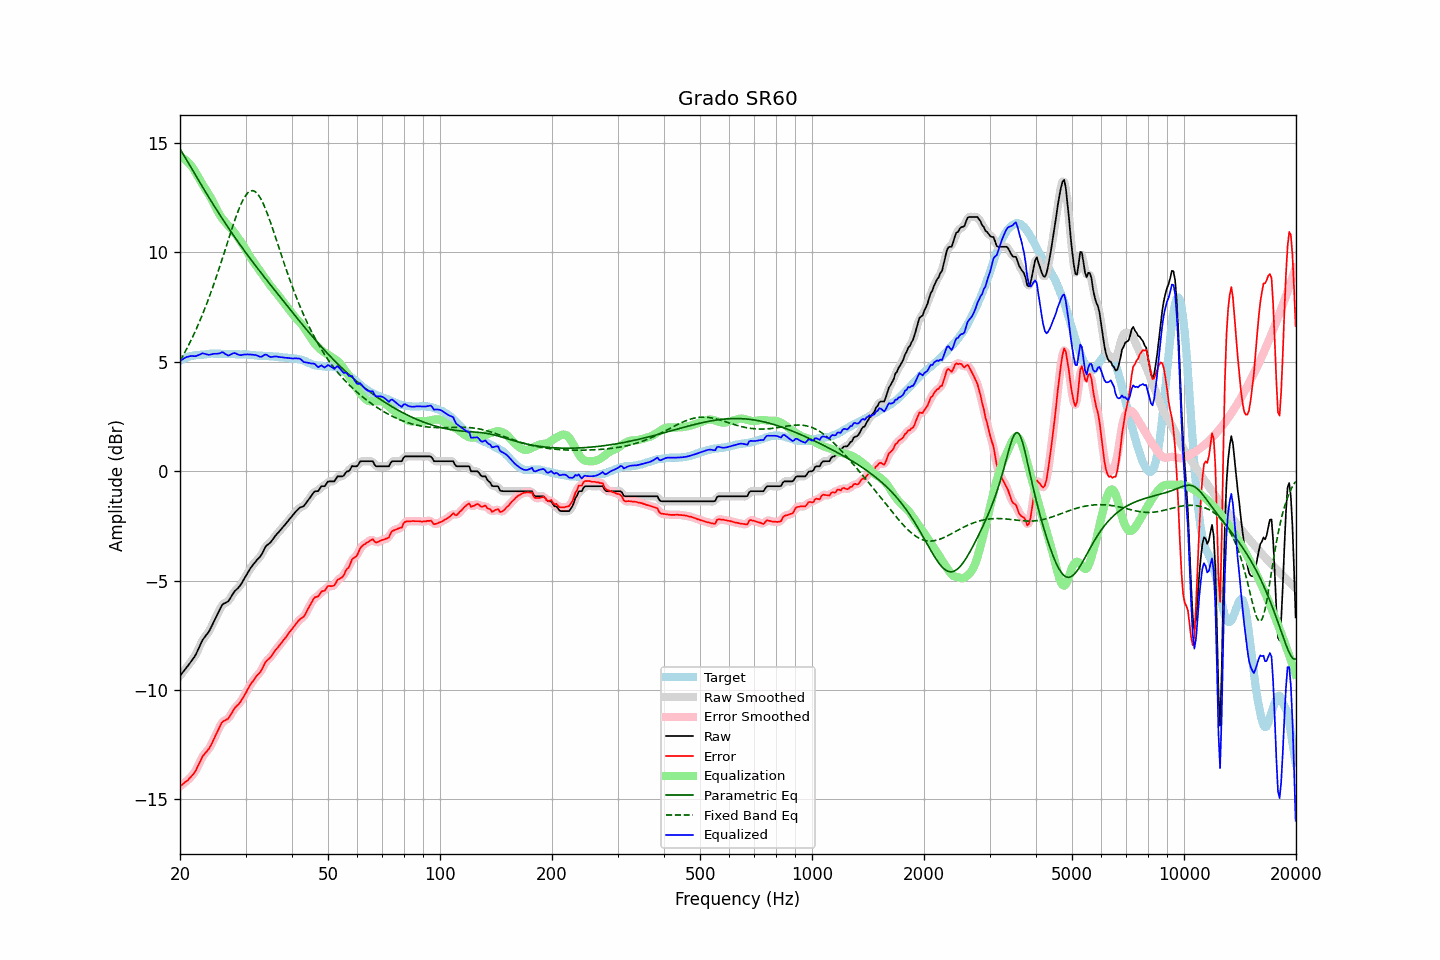 Grado SR60
Amplitude (dBr)
15
10
5
0
−5
−10
−15
20
50
100
200
500
1000
2000
5000
10000
20000
Frequency (Hz)
Target
Raw Smoothed
Error Smoothed
Raw
Error
Equalization
Parametric Eq
Fixed Band Eq
Equalized